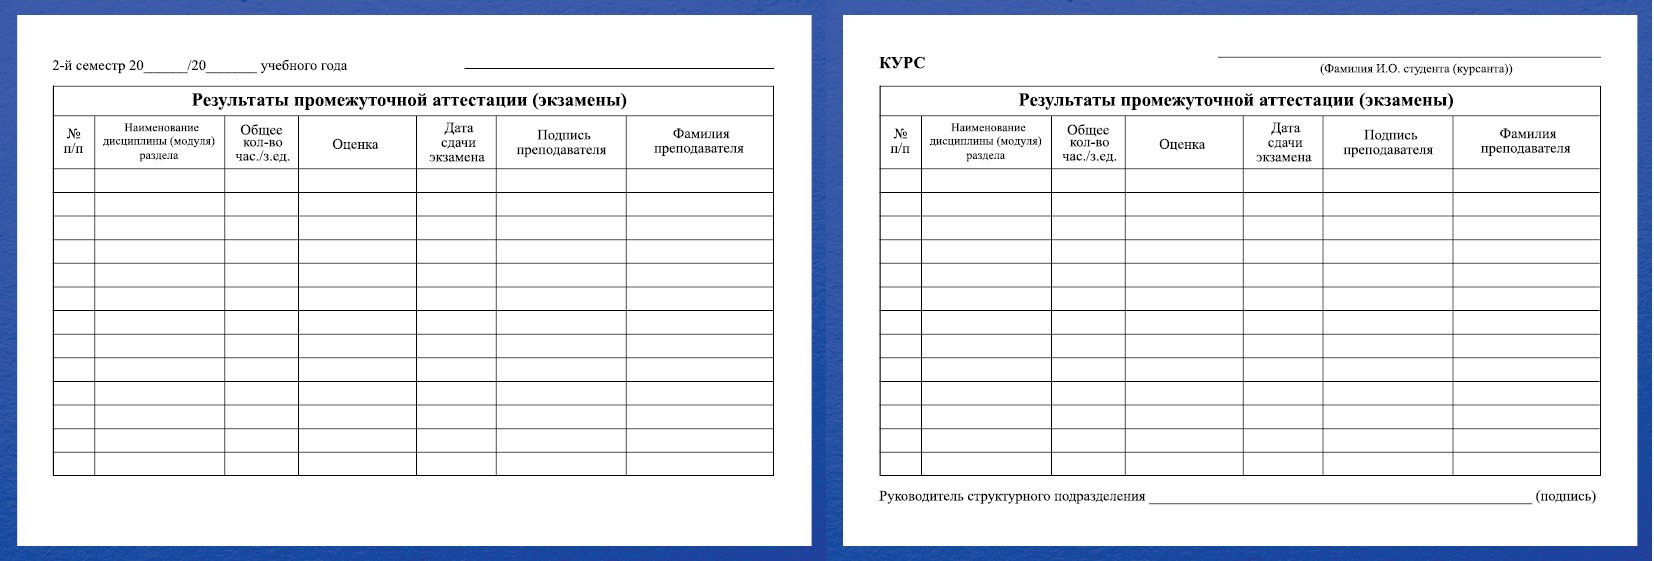 2-й семестр 20______/20_______ учебного года
Результаты промежуточной аттестации (экзамены)
№ п/п
Наименование дисциплины (модуля) раздела
Общее кол-во час./з.ед.
Оценка
Дата сдачи экзамена
Подпись преподавателя
Фамилия преподавателя
КУРС
(Фамилия И.О. студента (курсанта))
Результаты промежуточной аттестации (экзамены)
№ п/п
Наименование дисциплины (модуля) раздела
Общее кол-во час./з.ед.
Оценка
Дата сдачи экзамена
Подпись преподавателя
Фамилия преподавателя
Руководитель структурного подразделения ______________ (подпись)